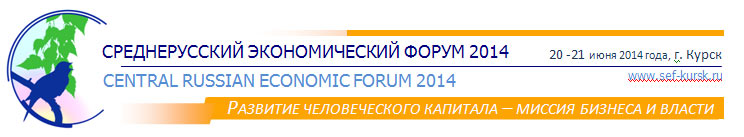 СРЕДНЕРУССКИЙ ЭКОНОМИЧЕСКИЙ ФОРУМ 2014
20 -21 июня 2014 года, г. Курск
CENTRAL RUSSIAN ECONOMIC FORUM 2014
www.sef-kursk.ru
РАЗВИТИЕ ЧЕЛОВЕЧЕСКОГО КАПИТАЛА – МИССИЯ БИЗНЕСА И ВЛАСТИ